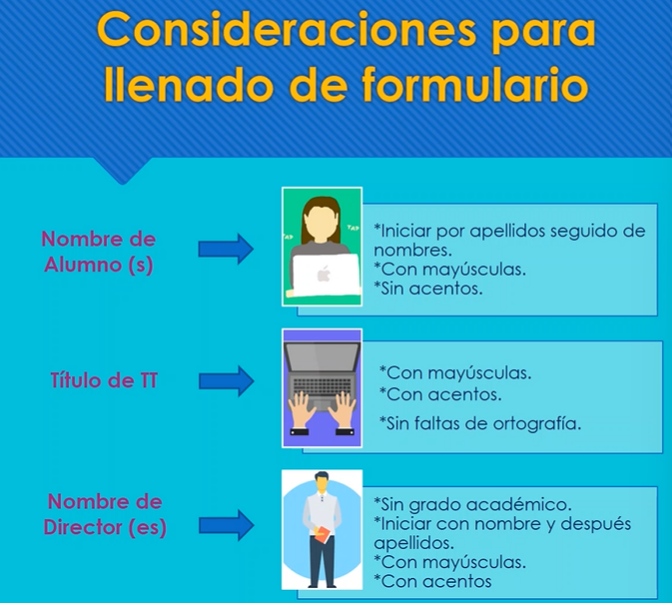 Consideraciones para
llenado de formulario
Nombre de
Alumno (s)
*Iniciar por apellidos seguido de
nombres.
*Con mayúsculas.
*Sin acentos.
Título de TT
*Con mayúsculas.
*Con acentos.
*Sin faltas de ortografía.
Nombre de
Director (es)
*Sin grado académico.
*Iniciar con nombre y después
apellidos.
*Con mayúsculas.
*Con acentos